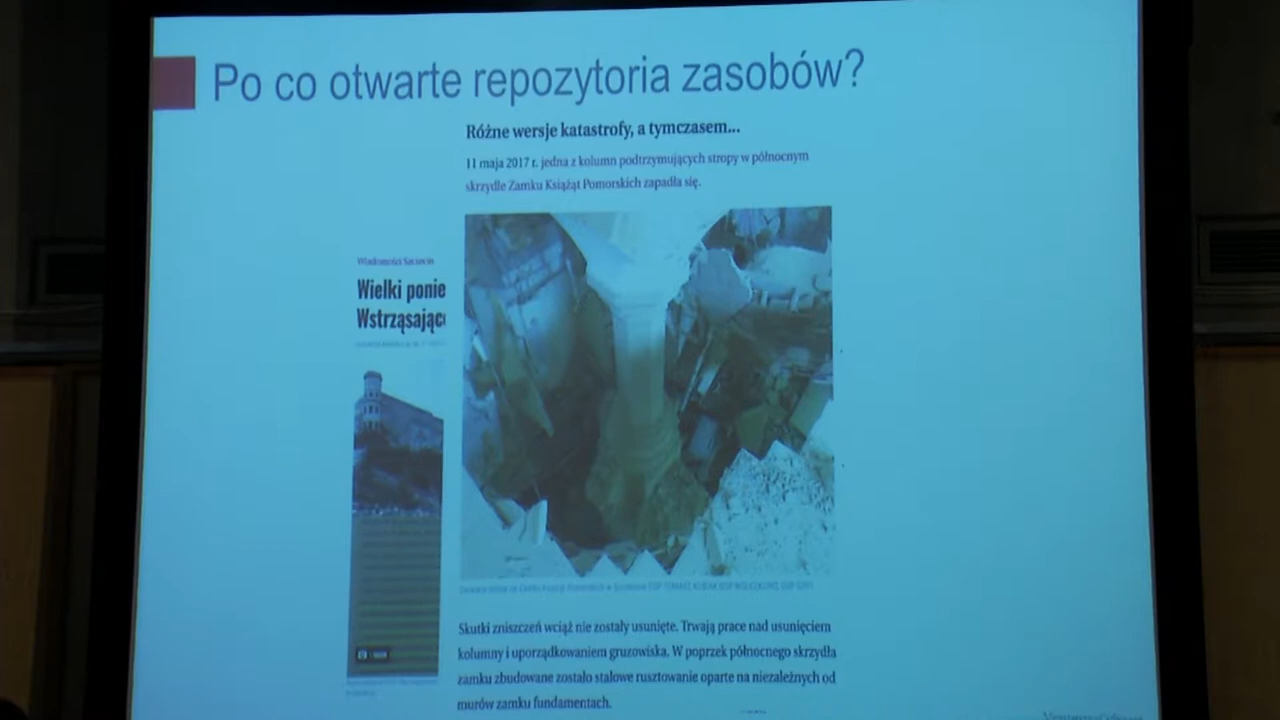 Po co otwarte repozytoria zasobów?
Różne wersje katastrofy, a tymczasem...
11 maja 2017 r. jedna z kolumn podtrzymujących stropy w północnym
skrzydle Zamku Książąt Pomorskich zapadła się.
Wiadomości Szczecin
Wielki ponie
Wstrząsając
Skutki zniszczeń wciąż nie zostały usunięte. Trwają prace nad usunięciem
kolumny i uporządkowaniem gruzowiska. W poprzek północnego skrzydła
zamku zbudowane zostało stalowe rusztowanie oparte na niezależnych od
murów zamku fundamentach.